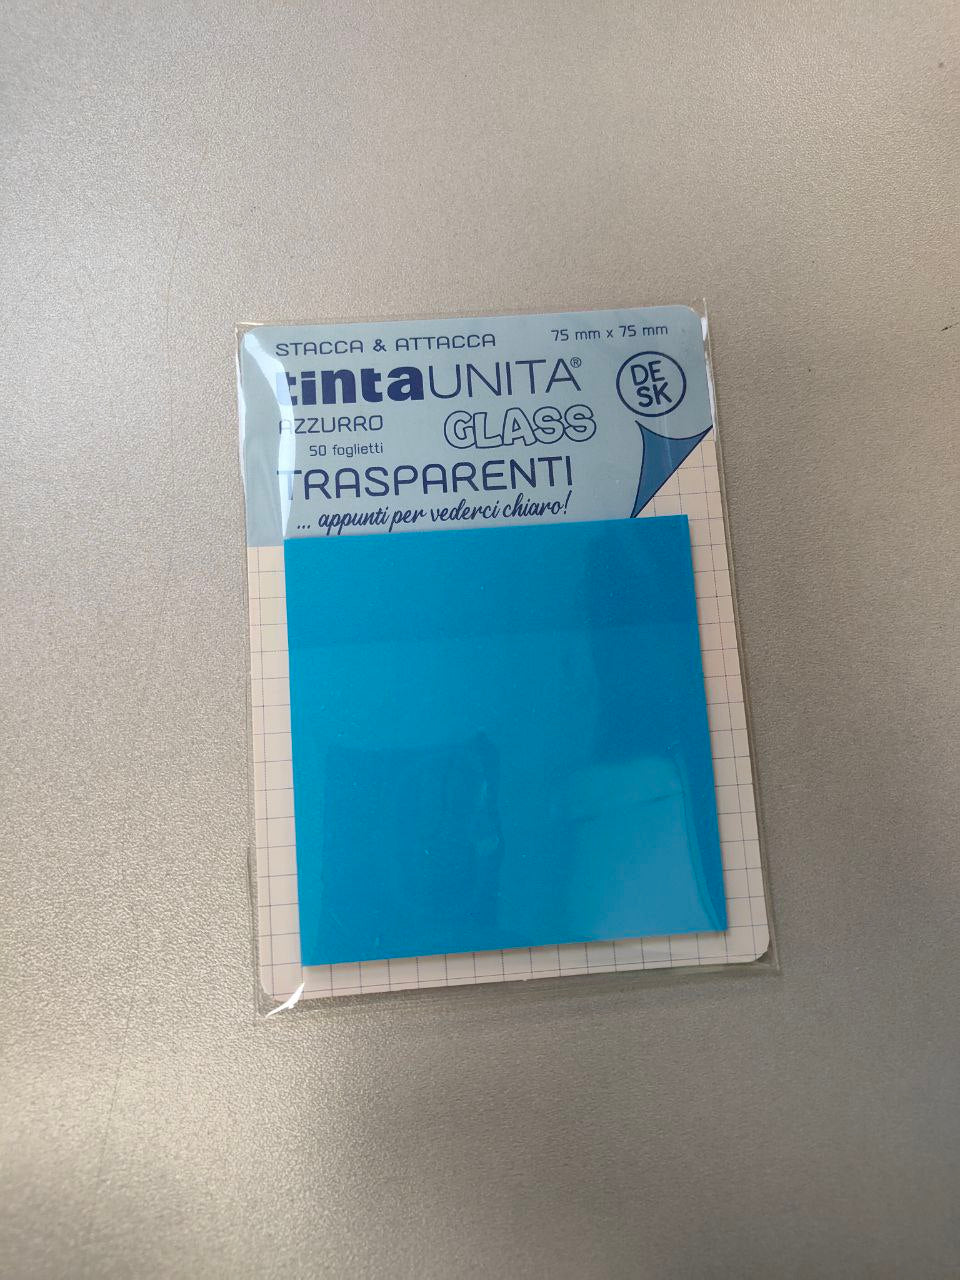 STACCA & ATTACCA 75 mm x 75 mm
tintaUNITA®
DE
SK
AZZURRO GLASS
50 foglietti
TRASPARENTI
... appunti per vederci chiaro!